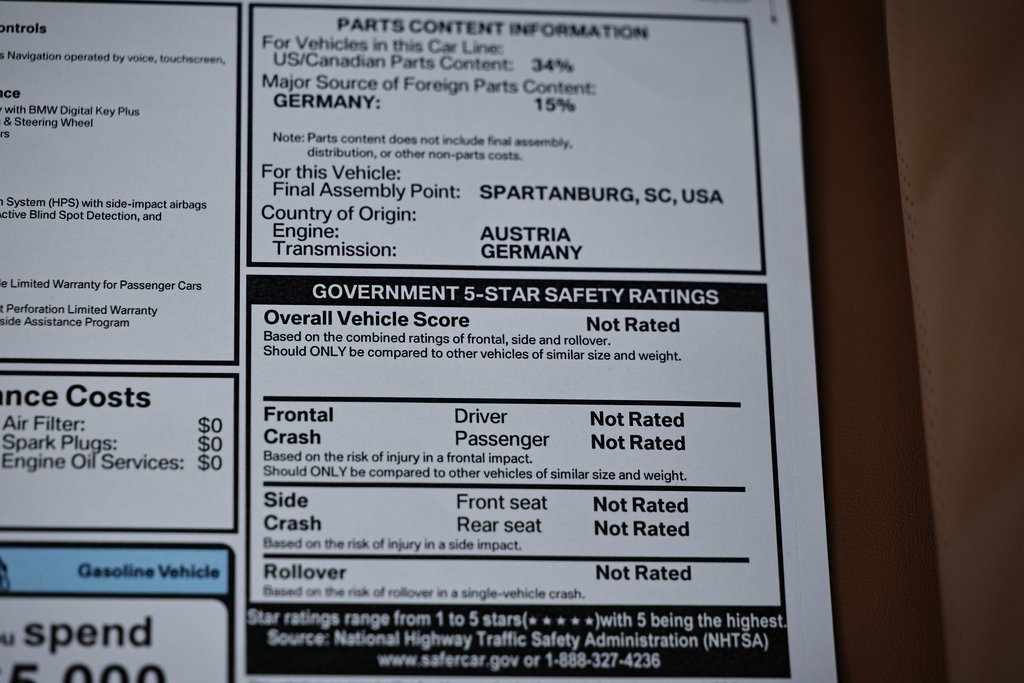 ontrols
s Navigation operated by voice, touchscreen,
nce
y with BMW Digital Key Plus
& Steering Wheel
rs
n System (HPS) with side-impact airbags
Active Blind Spot Detection, and
le Limited Warranty for Passenger Cars
t Perforation Limited Warranty
side Assistance Program
nce Costs
Air Filter: $0
Spark Plugs: $0
Engine Oil Services: $0
Gasoline Vehicle
u spend
5,000
PARTS CONTENT INFORMATION
For Vehicles in this Car Line:
US/Canadian Parts Content: 34%
Major Source of Foreign Parts Content:
GERMANY: 15%
Note: Parts content does not include final assembly,
distribution, or other non-parts costs.
For this Vehicle:
Final Assembly Point: SPARTANBURG, SC, USA
Country of Origin:
Engine: AUSTRIA
Transmission: GERMANY
GOVERNMENT 5-STAR SAFETY RATINGS
Overall Vehicle Score Not Rated
Based on the combined ratings of frontal, side and rollover.
Should ONLY be compared to other vehicles of similar size and weight.
Frontal Driver Not Rated
Crash Passenger Not Rated
Based on the risk of injury in a frontal impact.
Should ONLY be compared to other vehicles of similar size and weight.
Side Front seat Not Rated
Crash Rear seat Not Rated
Based on the risk of injury in a side impact.
Rollover Not Rated
Based on the risk of rollover in a single-vehicle crash.
Star ratings range from 1 to 5 stars(★★★★★)with 5 being the highest.
Source: National Highway Traffic Safety Administration (NHTSA)
www.safercar.gov or 1-888-327-4236